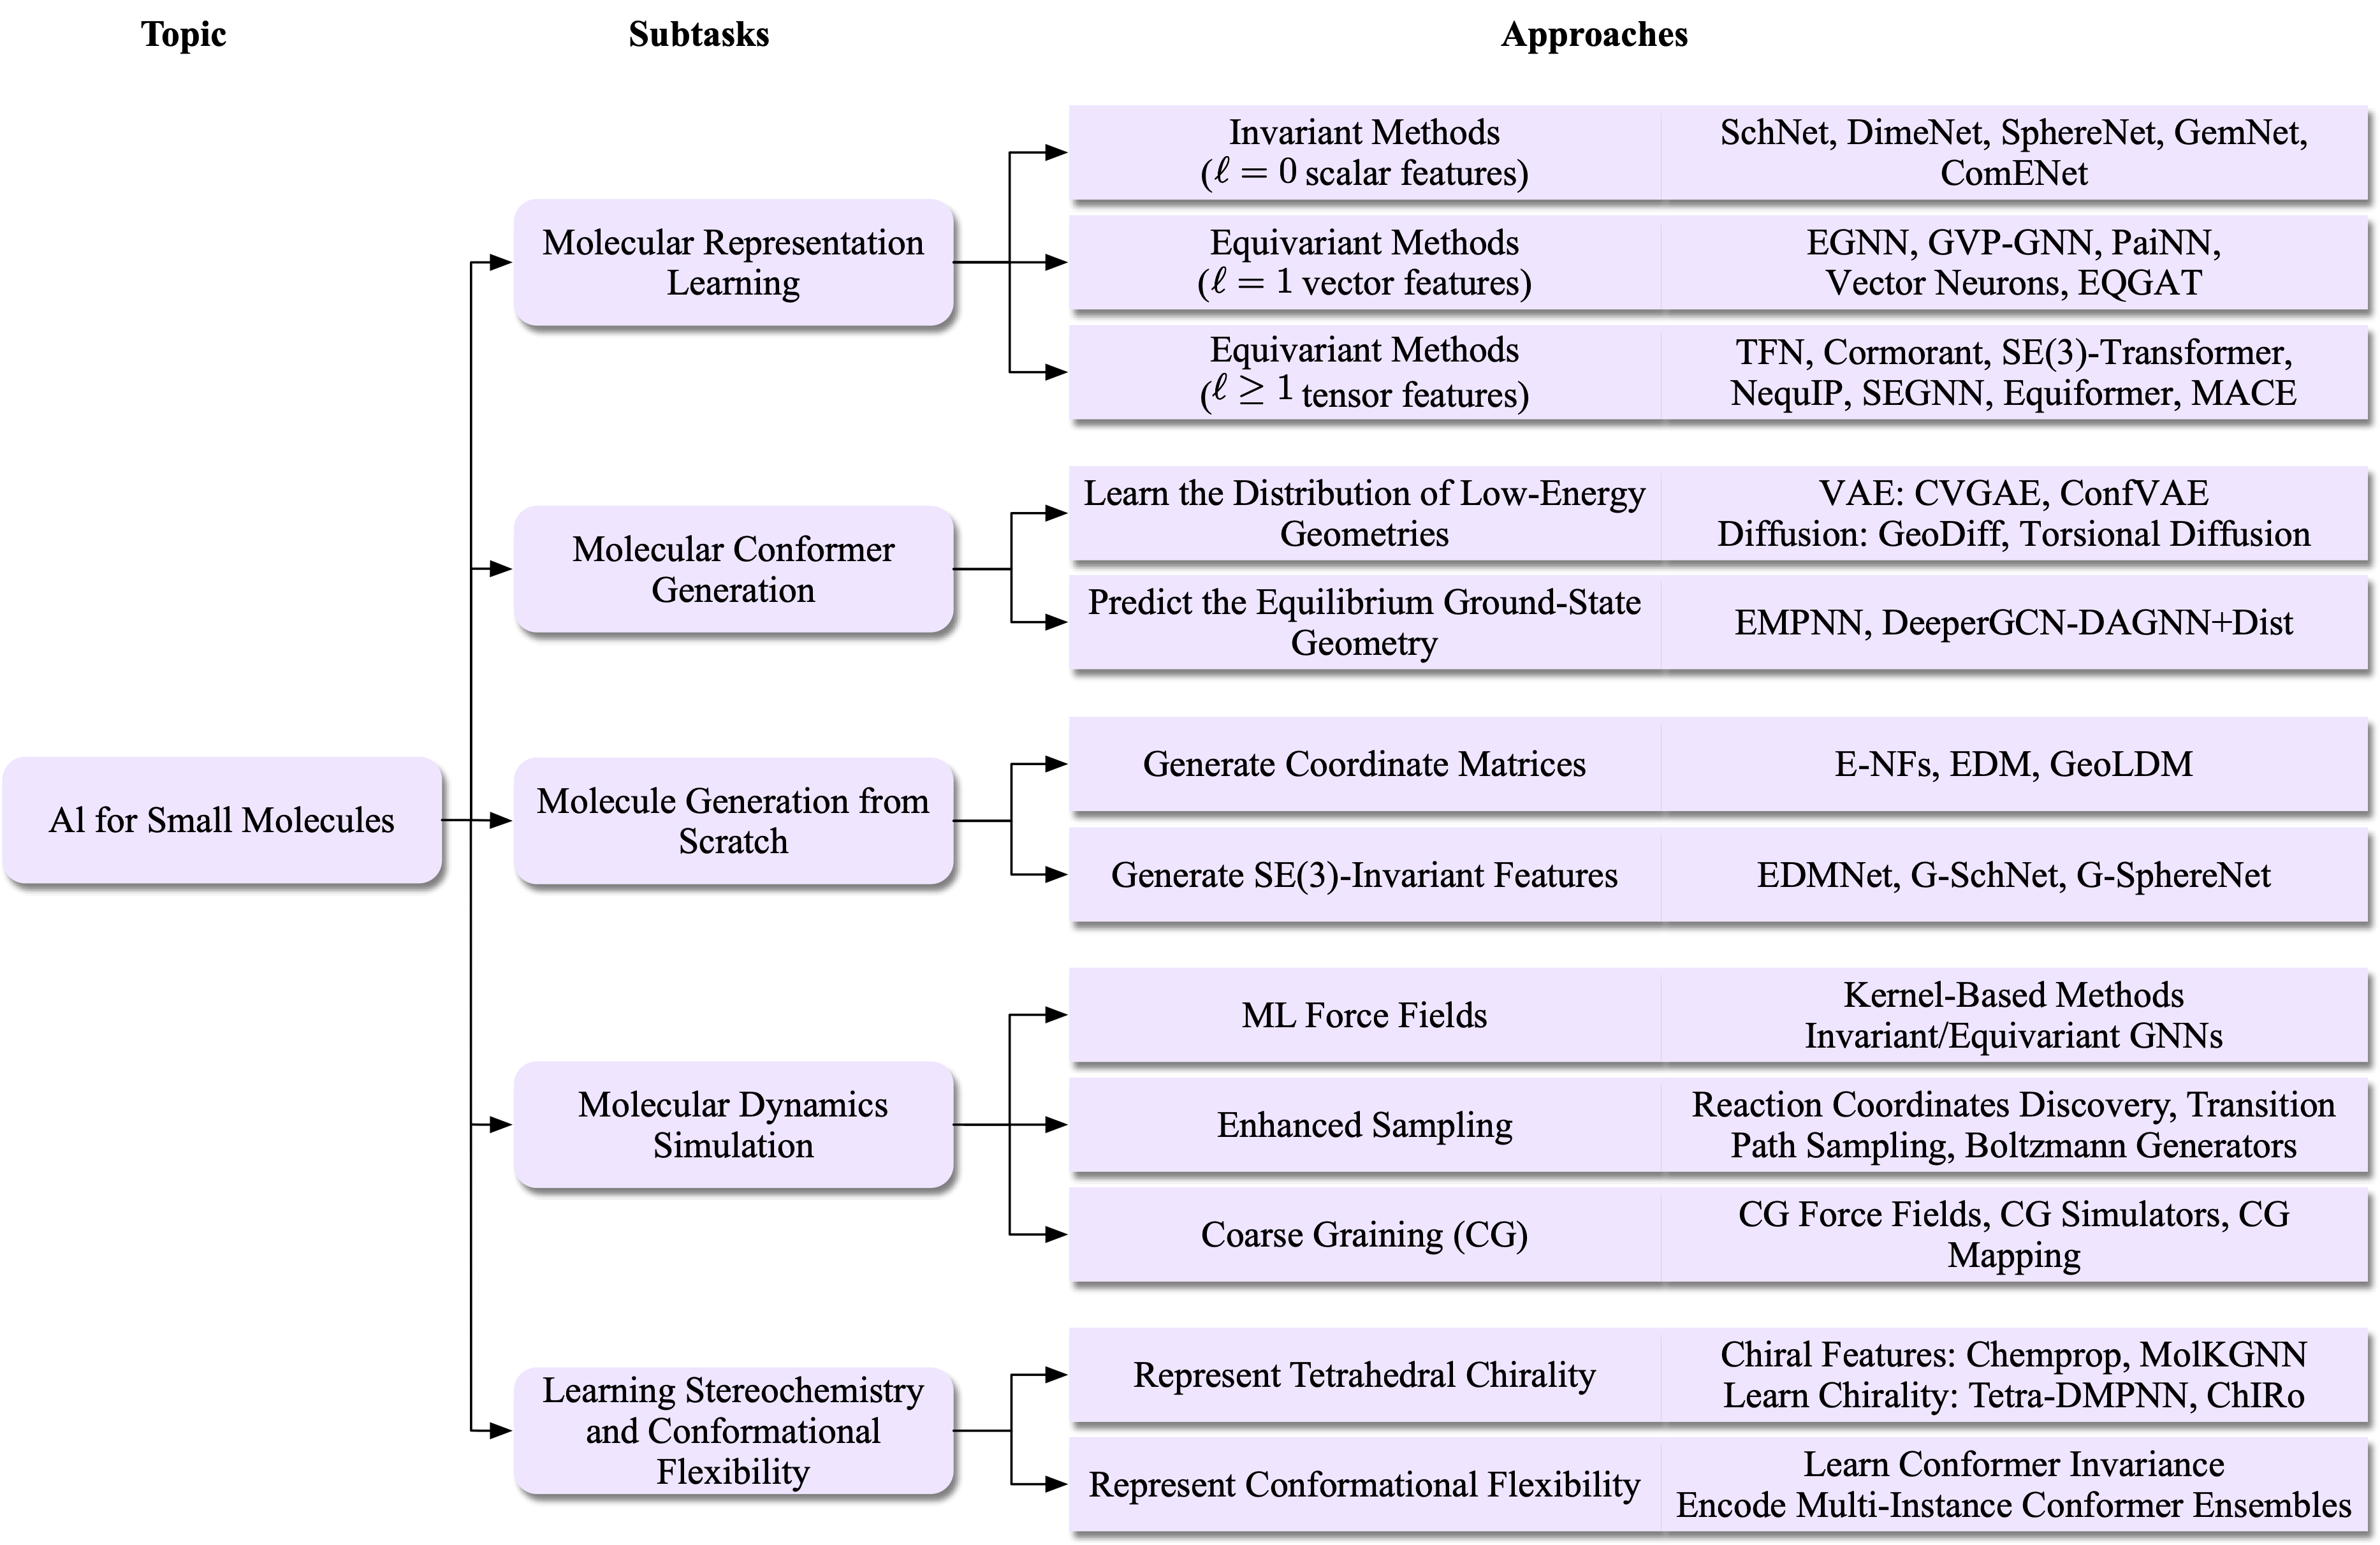 Topic
Subtasks
Approaches
AI for Small Molecules
Molecular Representation
Learning
Invariant Methods
(ℓ = 0 scalar features)
SchNet, DimeNet, SphereNet, GemNet,
ComENet
Equivariant Methods
(ℓ = 1 vector features)
EGNN, GVP-GNN, PaiNN,
Vector Neurons, EQGAT
Equivariant Methods
(ℓ ≥ 1 tensor features)
TFN, Cormorant, SE(3)-Transformer,
NequIP, SEGNN, Equiformer, MACE
Molecular Conformer
Generation
Learn the Distribution of Low-Energy
Geometries
VAE: CVGAE, ConfVAE
Diffusion: GeoDiff, Torsional Diffusion
Predict the Equilibrium Ground-State
Geometry
EMPNN, DeeperGCN-DAGNN+Dist
Molecule Generation from
Scratch
Generate Coordinate Matrices
E-NFs, EDM, GeoLDM
Generate SE(3)-Invariant Features
EDMNet, G-SchNet, G-SphereNet
Molecular Dynamics
Simulation
ML Force Fields
Kernel-Based Methods
Invariant/Equivariant GNNs
Enhanced Sampling
Reaction Coordinates Discovery, Transition
Path Sampling, Boltzmann Generators
Coarse Graining (CG)
CG Force Fields, CG Simulators, CG
Mapping
Learning Stereochemistry
and Conformational
Flexibility
Represent Tetrahedral Chirality
Chiral Features: Chemprop, MolKGNN
Learn Chirality: Tetra-DMPNN, ChIRo
Represent Conformational Flexibility
Learn Conformer Invariance
Encode Multi-Instance Conformer Ensembles